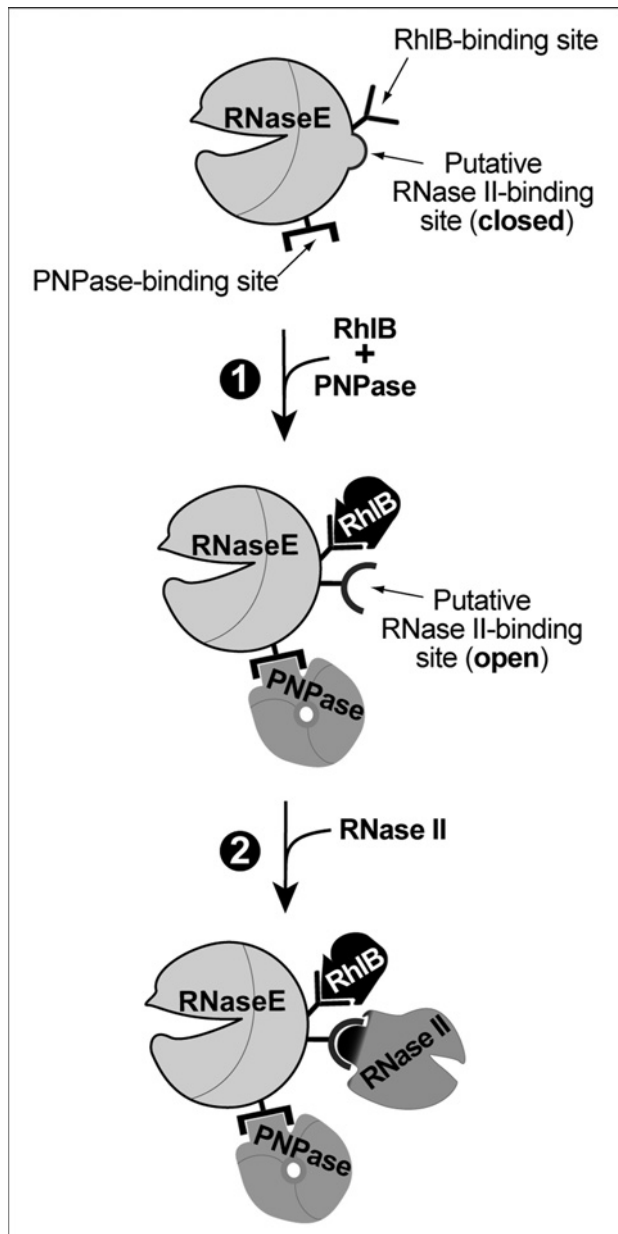 RhlB-binding site
RNaseE
Putative
RNase II-binding
site (closed)
PNPase-binding site
RhlB
+
PNPase
1
RhlB
RNaseE
Putative
RNase II-binding
site (open)
PNPase
2
RNase II
RhlB
RNaseE
RNase II
PNPase